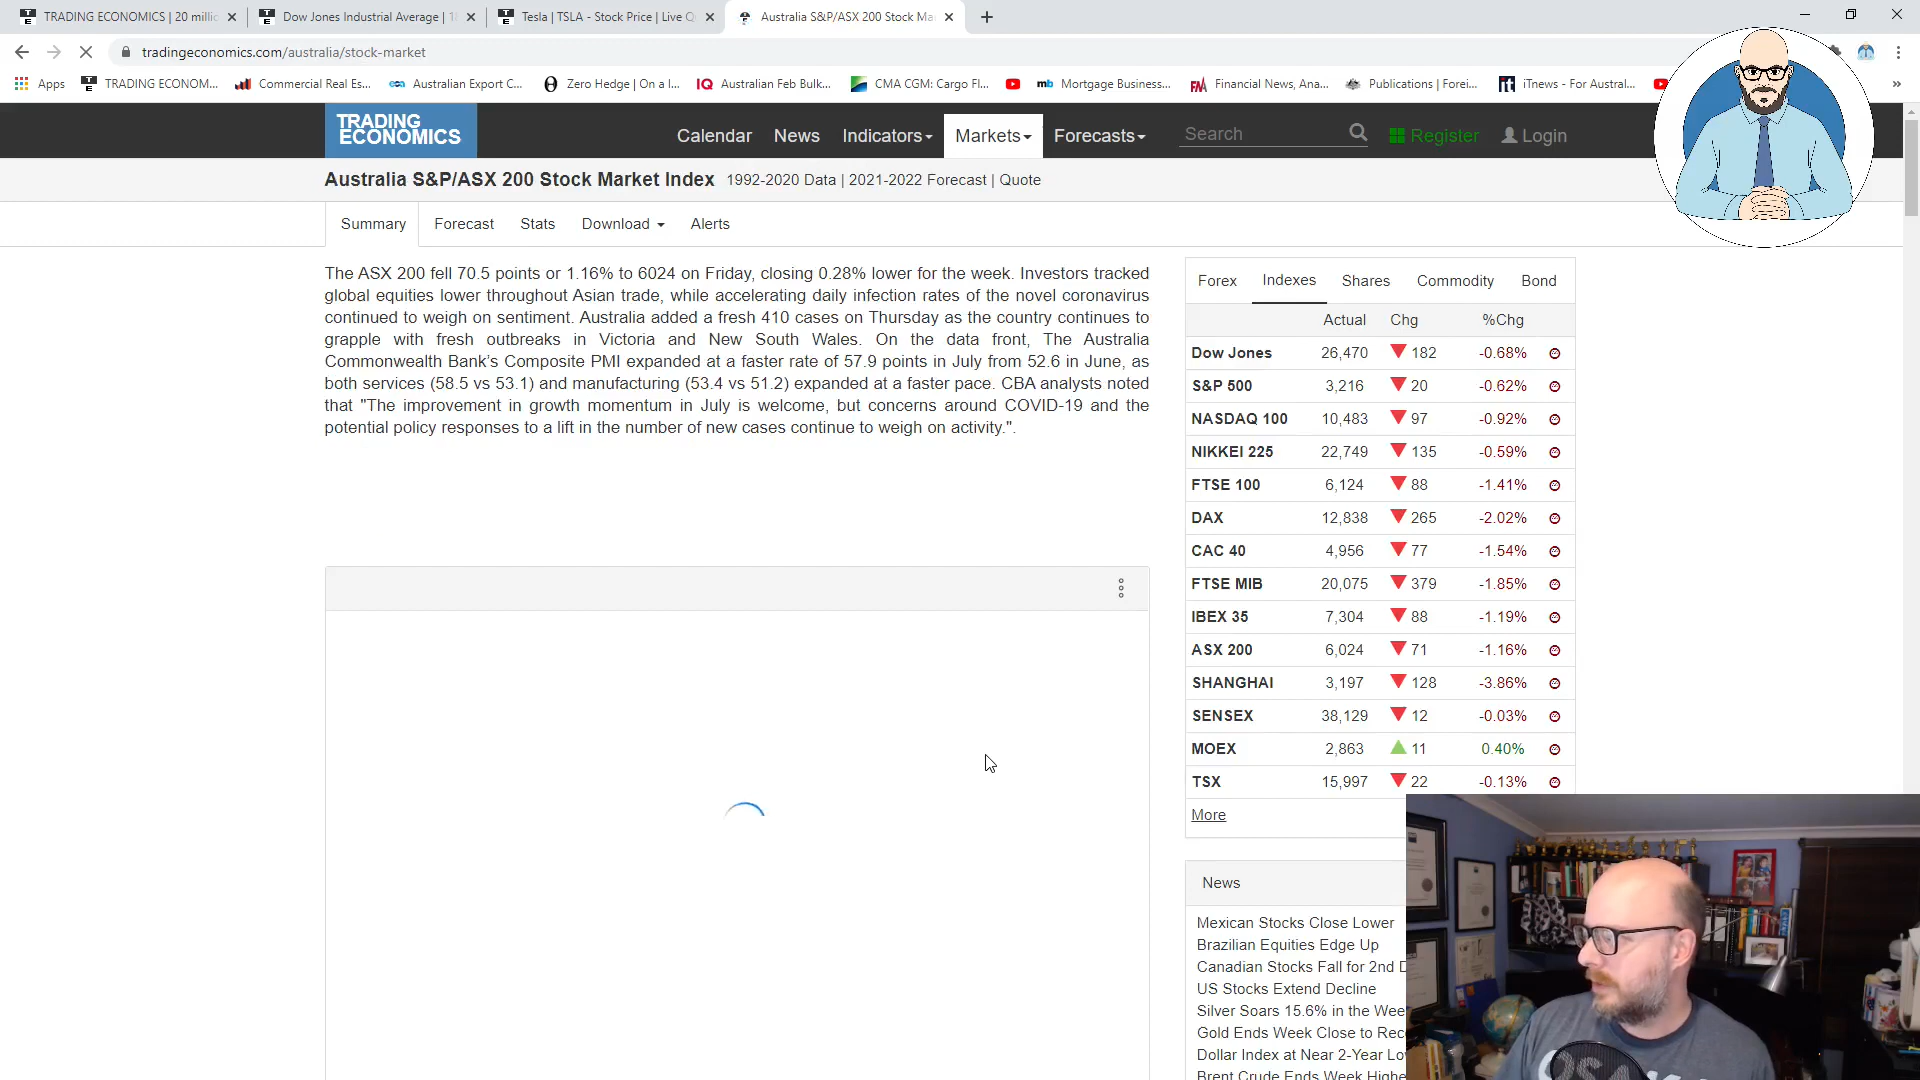 TRADING ECONOMICS | 20 millio
Dow Jones Industrial Average | 18
Tesla | TSLA - Stock Price | Live Q
Australia S&P/ASX 200 Stock Mar
tradingeconomics.com/australia/stock-market
Apps
TRADING ECONOM...
Commercial Real Es...
Australian Export C...
Zero Hedge | On a l...
IQ Australian Feb Bulk...
CMA CGM: Cargo Fl...
mb Mortgage Business...
FM Financial News, Ana...
Publications | Forei...
it iTnews - For Austral...
TRADING
ECONOMICS
Calendar
News
Indicators
Markets
Forecasts
Search
Register
Login
Australia S&P/ASX 200 Stock Market Index 1992-2020 Data | 2021-2022 Forecast | Quote
Summary
Forecast
Stats
Download
Alerts
The ASX 200 fell 70.5 points or 1.16% to 6024 on Friday, closing 0.28% lower for the week. Investors tracked
global equities lower throughout Asian trade, while accelerating daily infection rates of the novel coronavirus
continued to weigh on sentiment. Australia added a fresh 410 cases on Thursday as the country continues to
grapple with fresh outbreaks in Victoria and New South Wales. On the data front, The Australia
Commonwealth Bank's Composite PMI expanded at a faster rate of 57.9 points in July from 52.6 in June, as
both services (58.5 vs 53.1) and manufacturing (53.4 vs 51.2) expanded at a faster pace. CBA analysts noted
that "The improvement in growth momentum in July is welcome, but concerns around COVID-19 and the
potential policy responses to a lift in the number of new cases continue to weigh on activity.".
Forex Indexes Shares Commodity Bond
Actual Chg %Chg
Dow Jones 26,470 182 -0.68%
S&P 500 3,216 20 -0.62%
NASDAQ 100 10,483 97 -0.92%
NIKKEI 225 22,749 135 -0.59%
FTSE 100 6,124 88 -1.41%
DAX 12,838 265 -2.02%
CAC 40 4,956 77 -1.54%
FTSE MIB 20,075 379 -1.85%
IBEX 35 7,304 88 -1.19%
ASX 200 6,024 71 -1.16%
SHANGHAI 3,197 128 -3.86%
SENSEX 38,129 12 -0.03%
MOEX 2,863 11 0.40%
TSX 15,997 22 -0.13%
More
News
Mexican Stocks Close Lower
Brazilian Equities Edge Up
Canadian Stocks Fall for 2nd D
US Stocks Extend Decline
Silver Soars 15.6% in the Wee
Gold Ends Week Close to Rec
Dollar Index at Near 2-Year Lo
Brent Crude Ends Week Highe